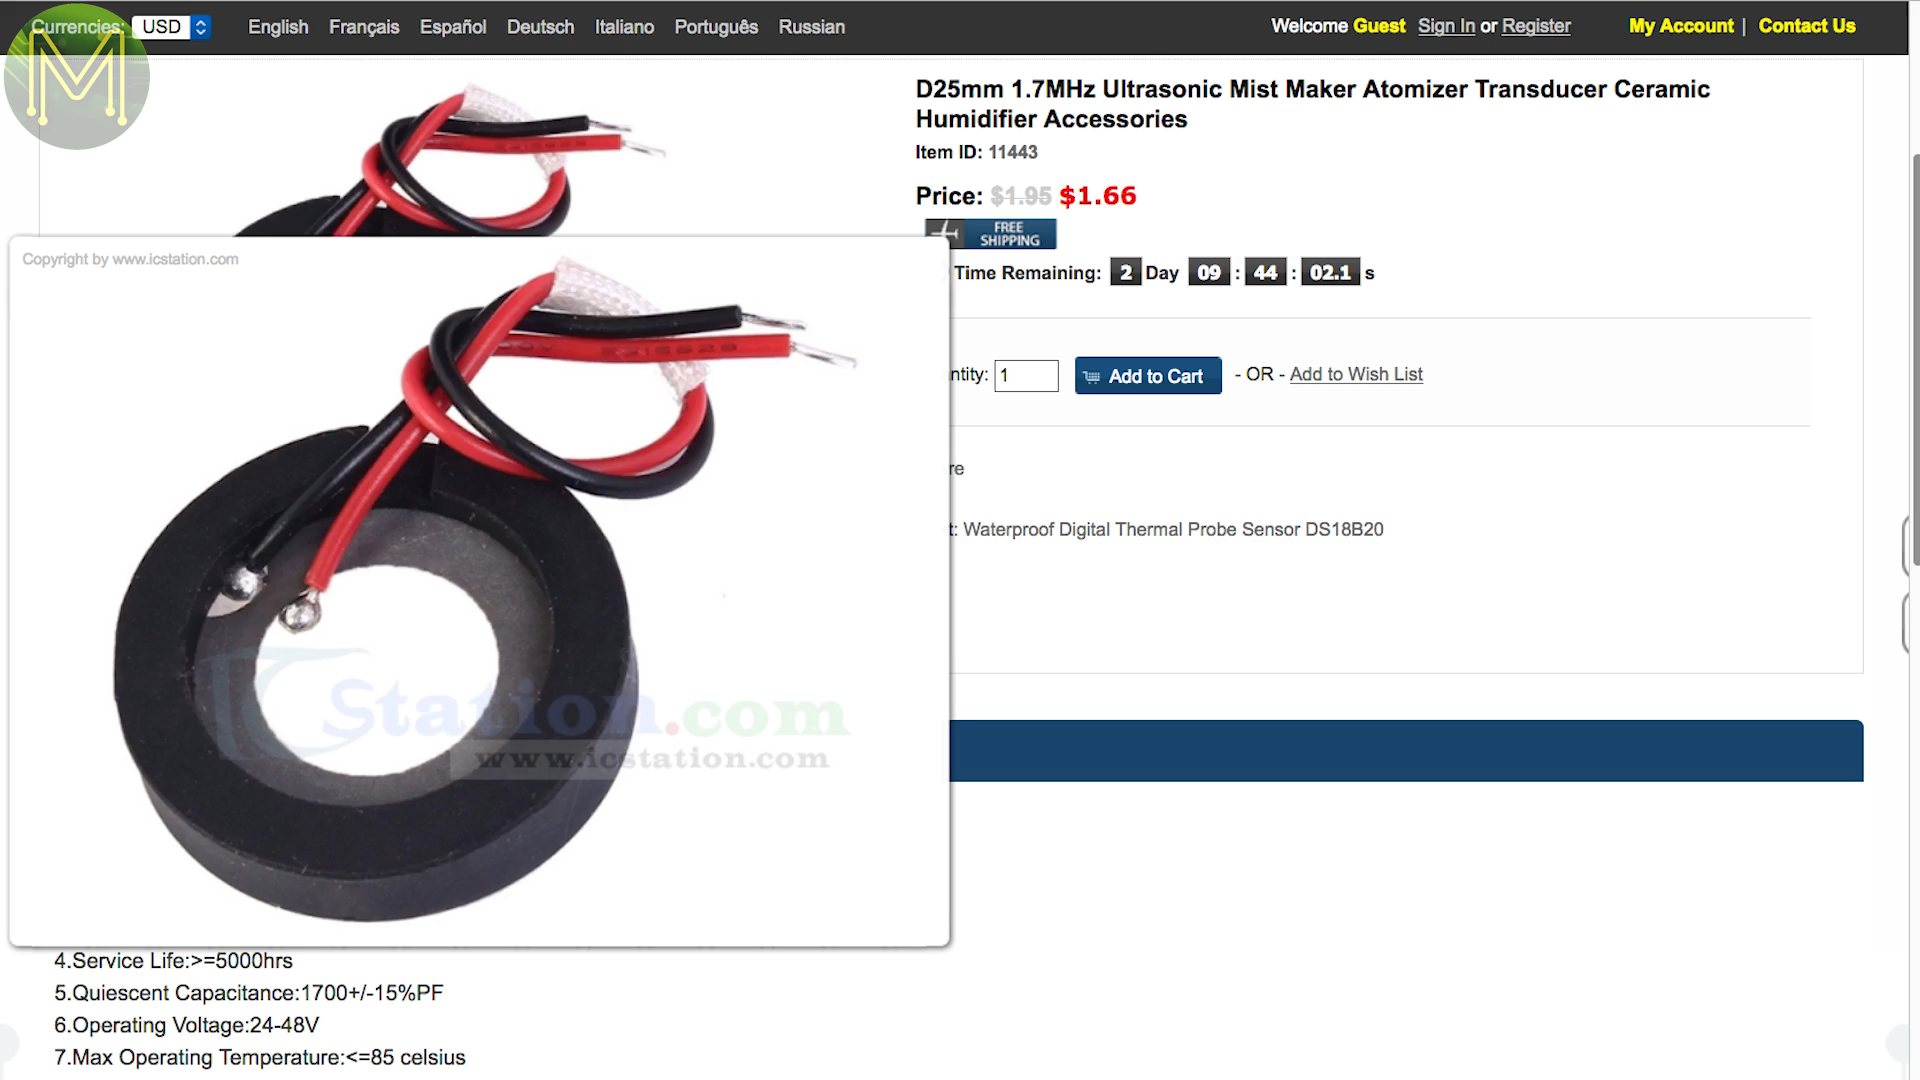 Currencies: USD English Français Español Deutsch Italiano Português Russian Welcome Guest Sign In or Register My Account | Contact Us
M
D25mm 1.7MHz Ultrasonic Mist Maker Atomizer Transducer Ceramic
Humidifier Accessories
Item ID: 11443
Price: $1.95 $1.66
FREE
SHIPPING
Time Remaining: 2 Day 09 : 44 : 02.1 s
Copyright by www.icstation.com
ntity: 1 Add to Cart - OR - Add to Wish List
re
t: Waterproof Digital Thermal Probe Sensor DS18B20
Station.com
www.icstation.com
4.Service Life:>=5000hrs
5.Quiescent Capacitance:1700+/-15%PF
6.Operating Voltage:24-48V
7.Max Operating Temperature:<=85 celsius